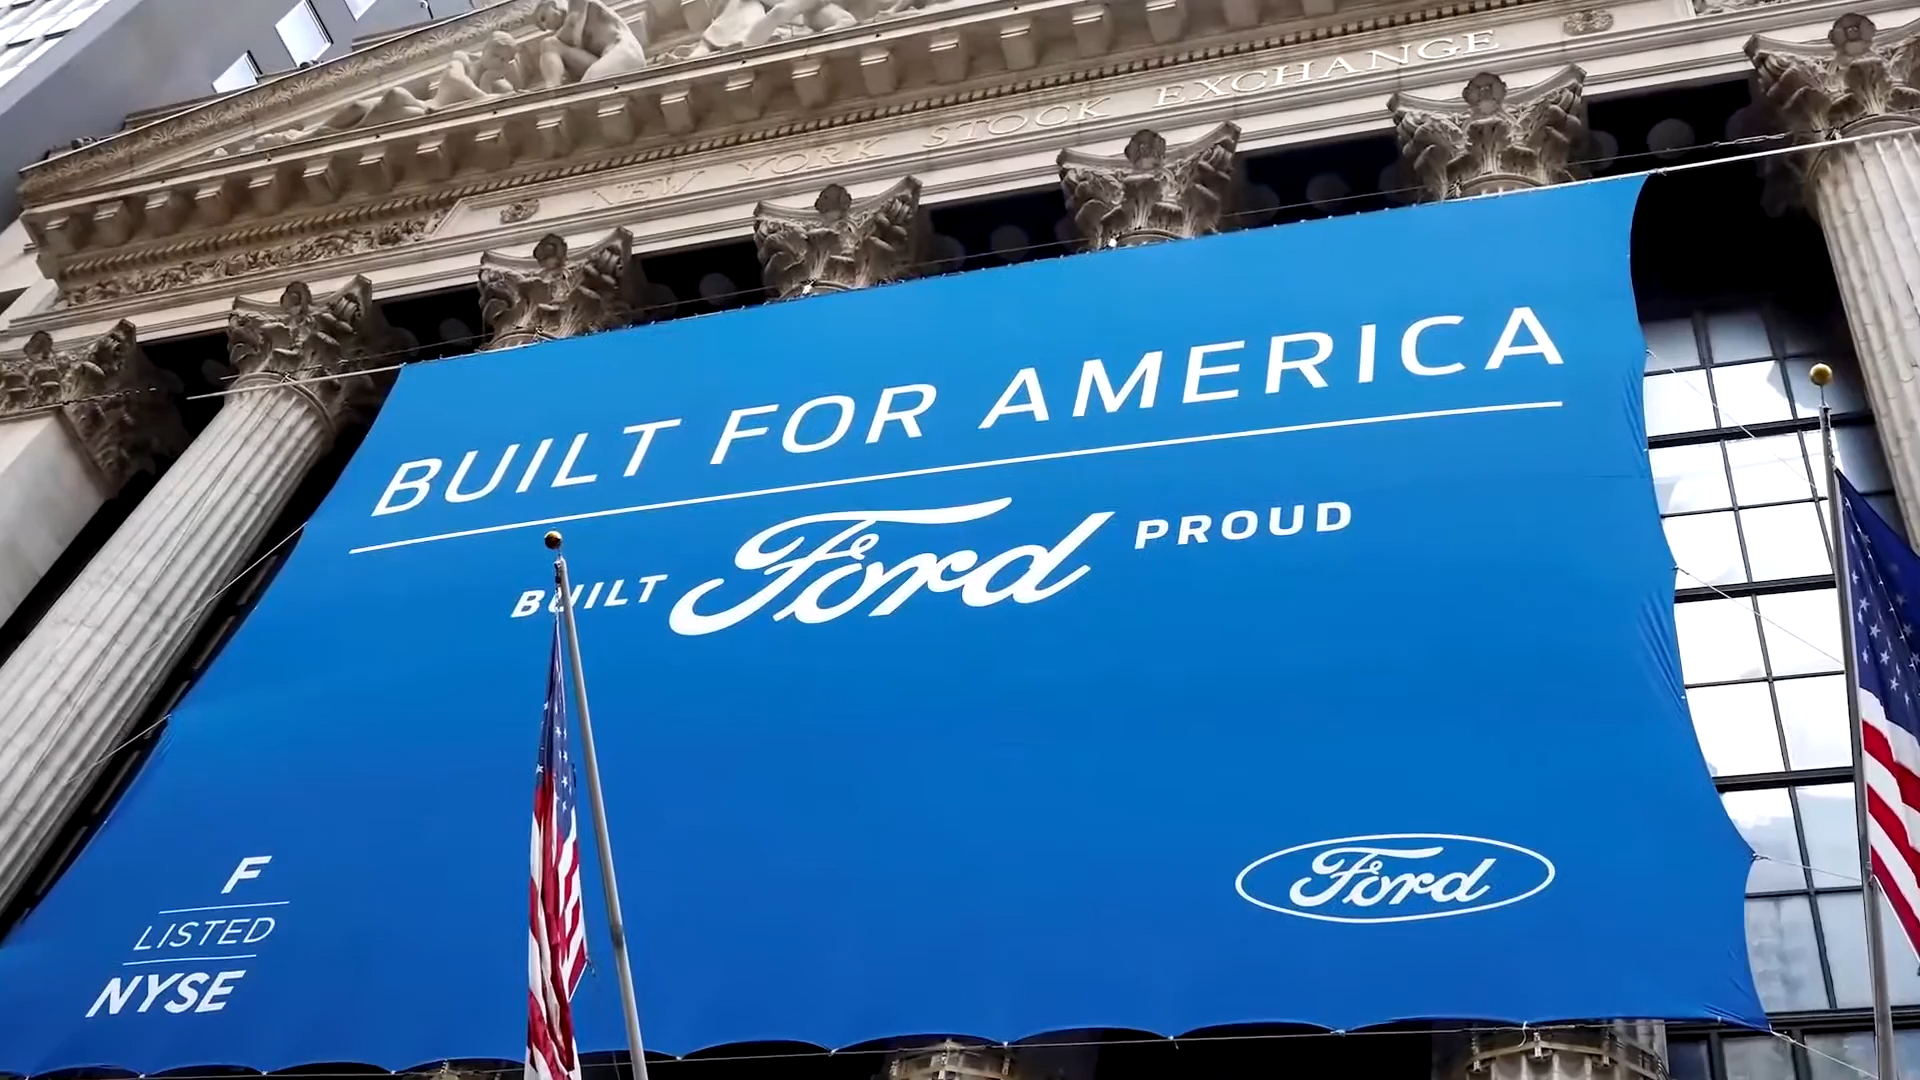 NEW YORK STOCK EXCHANGE
BUILT FOR AMERICA
BUILT Ford PROUD
F
LISTED
NYSE
Ford